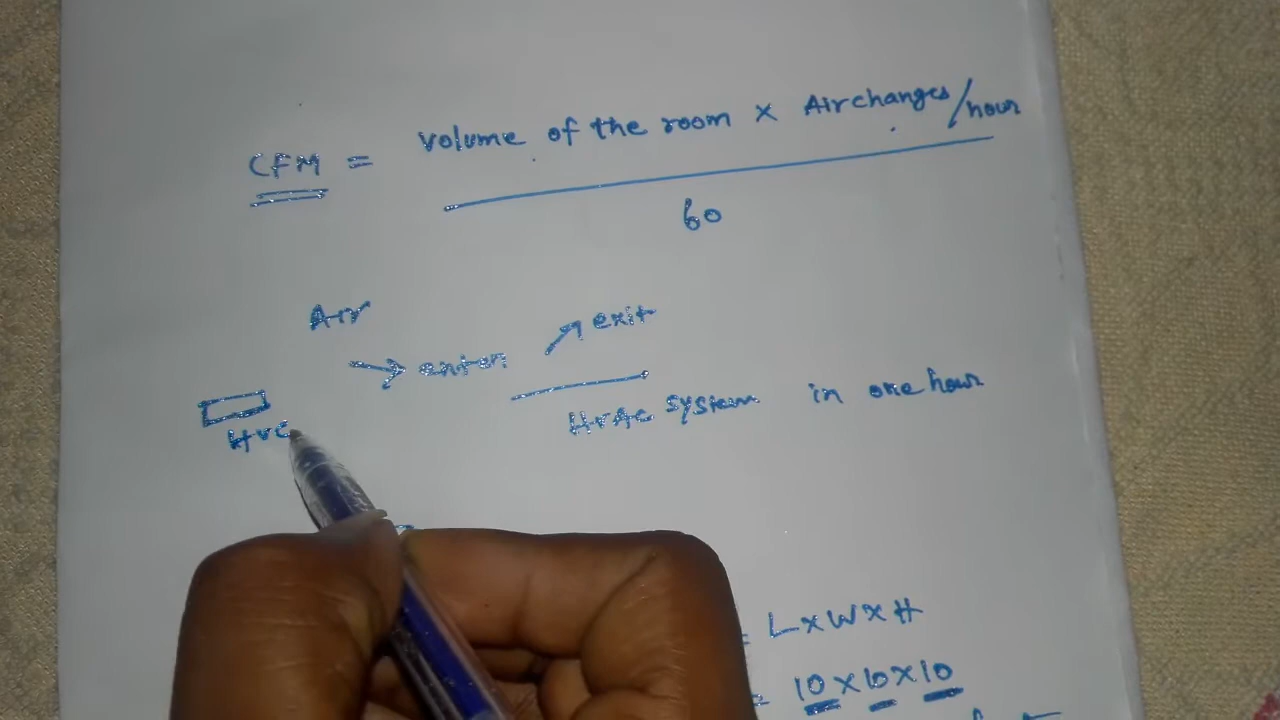 CFM = volume of the room x Airchanges/hour
60
Air
→ enters ↗ exit
HVAC system in one hour
HVC
= L x W x H
= 10 x 10 x 10